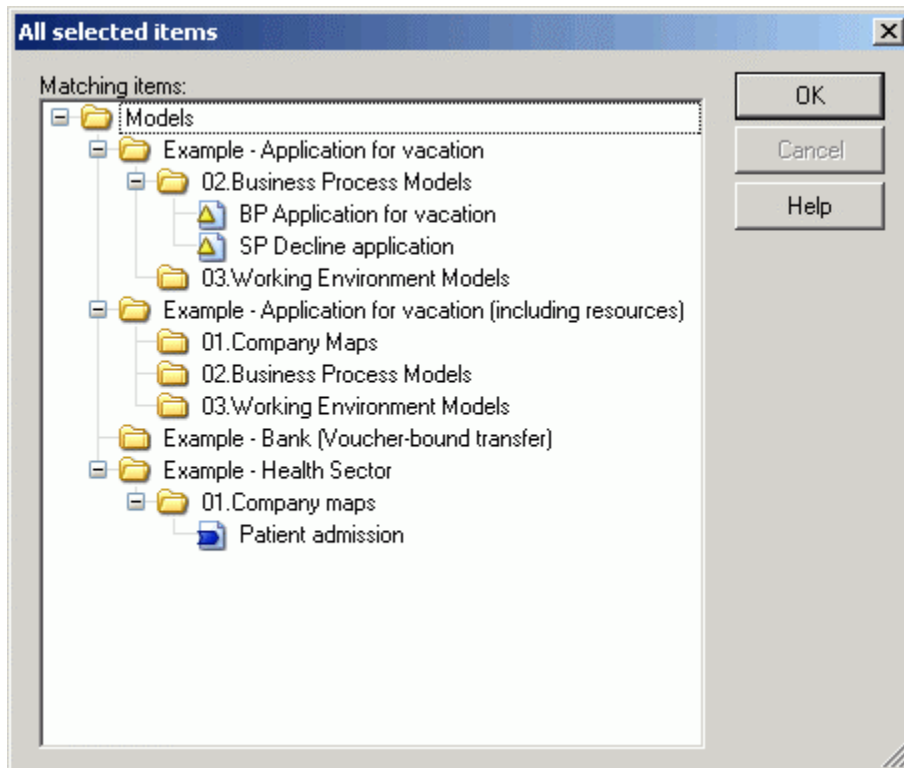 All selected items
Matching items:
OK
Models
Example - Application for vacation
Cancel
02.Business Process Models
BP Application for vacation
Help
SP Decline application
03.Working Environment Models
Example - Application for vacation (including resources)
01.Company Maps
02.Business Process Models
03.Working Environment Models
Example - Bank (Voucher-bound transfer)
Example - Health Sector
01.Company maps
Patient admission